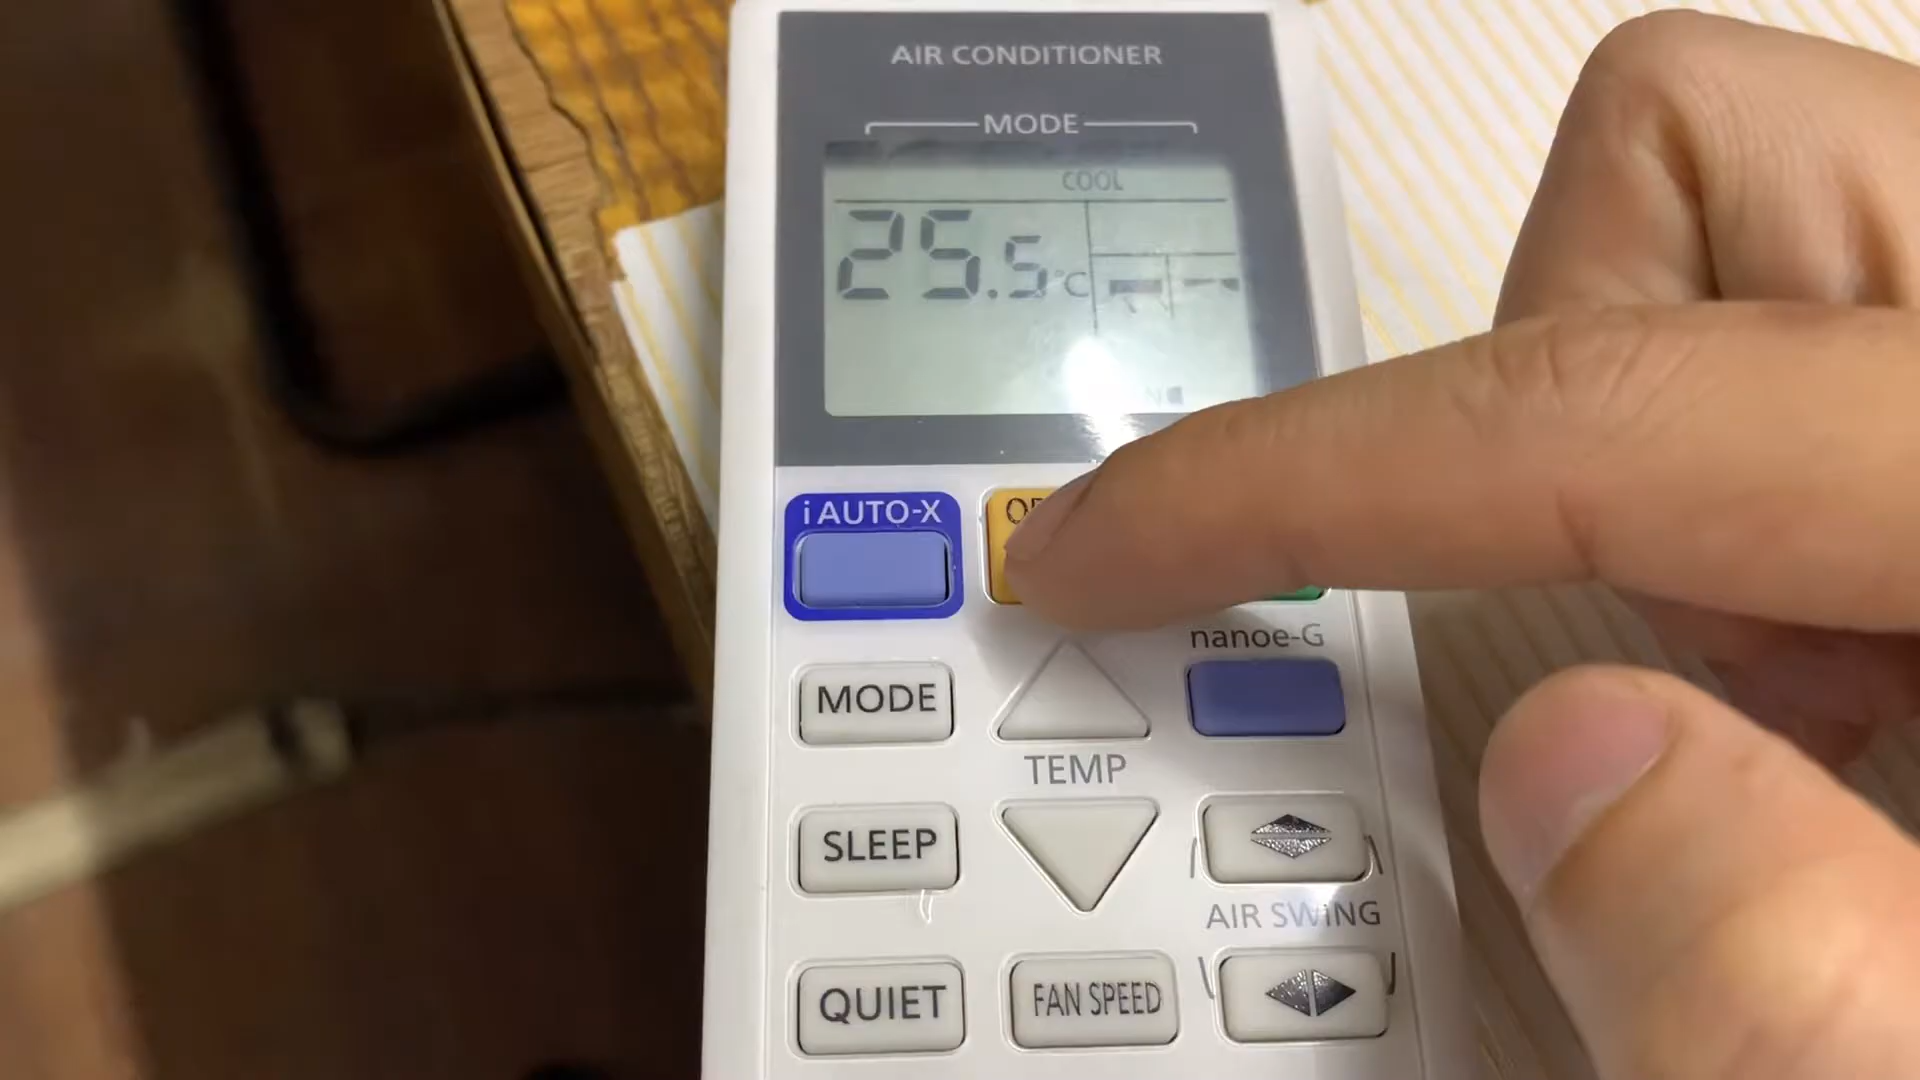 AIR CONDITIONER
MODE
COOL
25.5°C
i AUTO-X
nanoe-G
MODE
TEMP
SLEEP
AIR SWING
QUIET
FAN SPEED